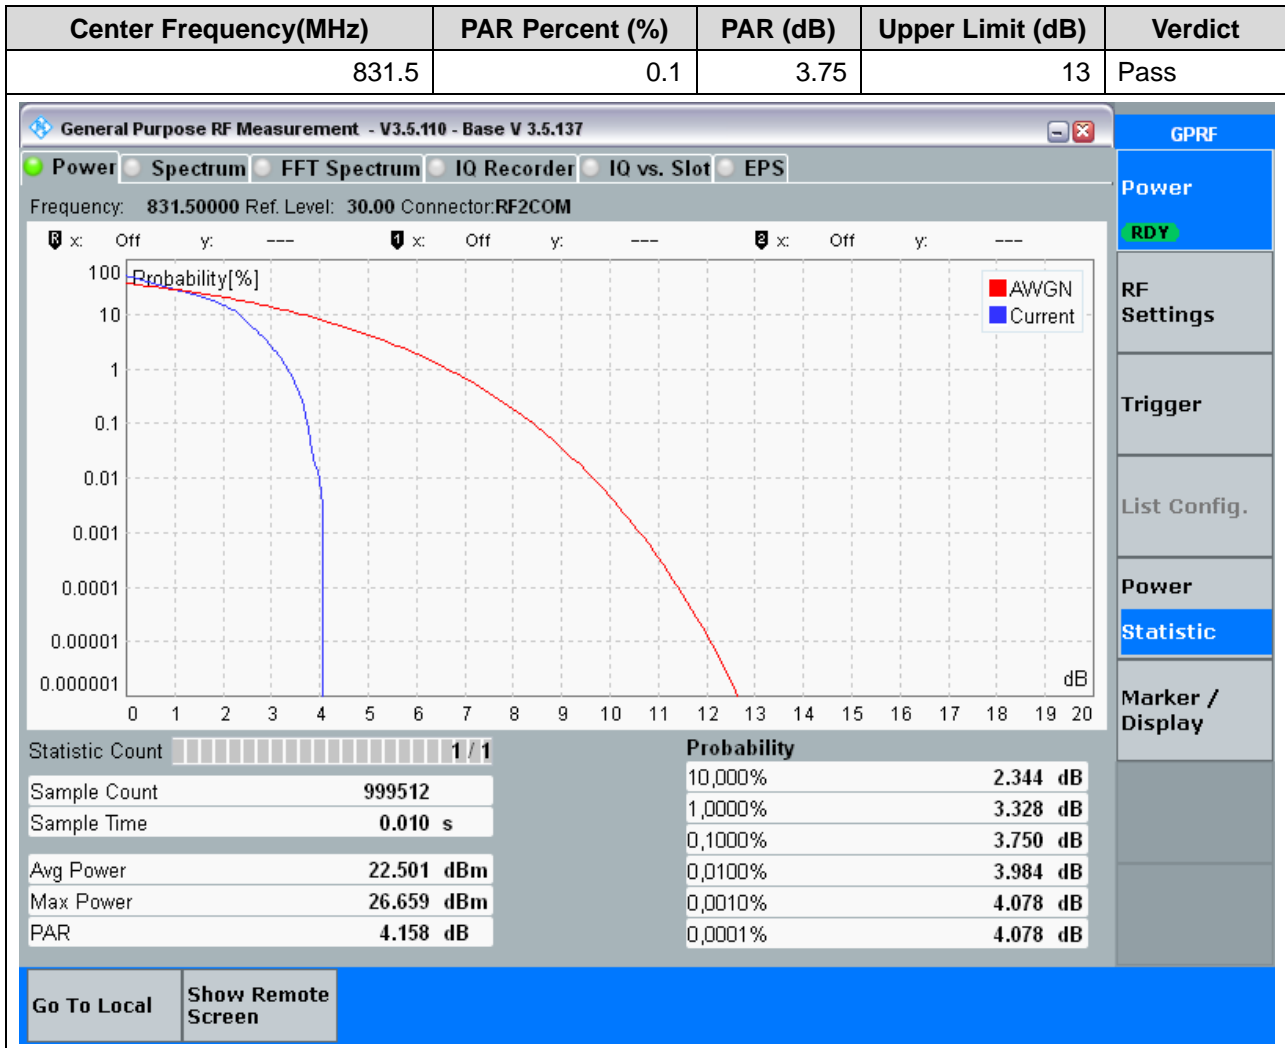 Center Frequency(MHz) PAR Percent (%) PAR (dB) Upper Limit (dB) Verdict
831.5 0.1 3.75 13 Pass
General Purpose RF Measurement - V3.5.110 - Base V 3.5.137
GPRF
Power Spectrum FFT Spectrum IQ Recorder IQ vs. Slot EPS
Power
RDY
Frequency: 831.50000 Ref. Level: 30.00 Connector:RF2COM
R x: Off y: --- 1 x: Off y: --- 2 x: Off y: ---
Probability[%]
AWGN
Current
100
10
1
0.1
0.01
0.001
0.0001
0.00001
0.000001
dB
0 1 2 3 4 5 6 7 8 9 10 11 12 13 14 15 16 17 18 19 20
RF
Settings
Trigger
List Config.
Power
Statistic
Marker /
Display
Statistic Count 1 / 1
Sample Count 999512
Sample Time 0.010 s
Avg Power 22.501 dBm
Max Power 26.659 dBm
PAR 4.158 dB
Probability
10,000% 2.344 dB
1,0000% 3.328 dB
0,1000% 3.750 dB
0,0100% 3.984 dB
0,0010% 4.078 dB
0,0001% 4.078 dB
Go To Local
Show Remote
Screen